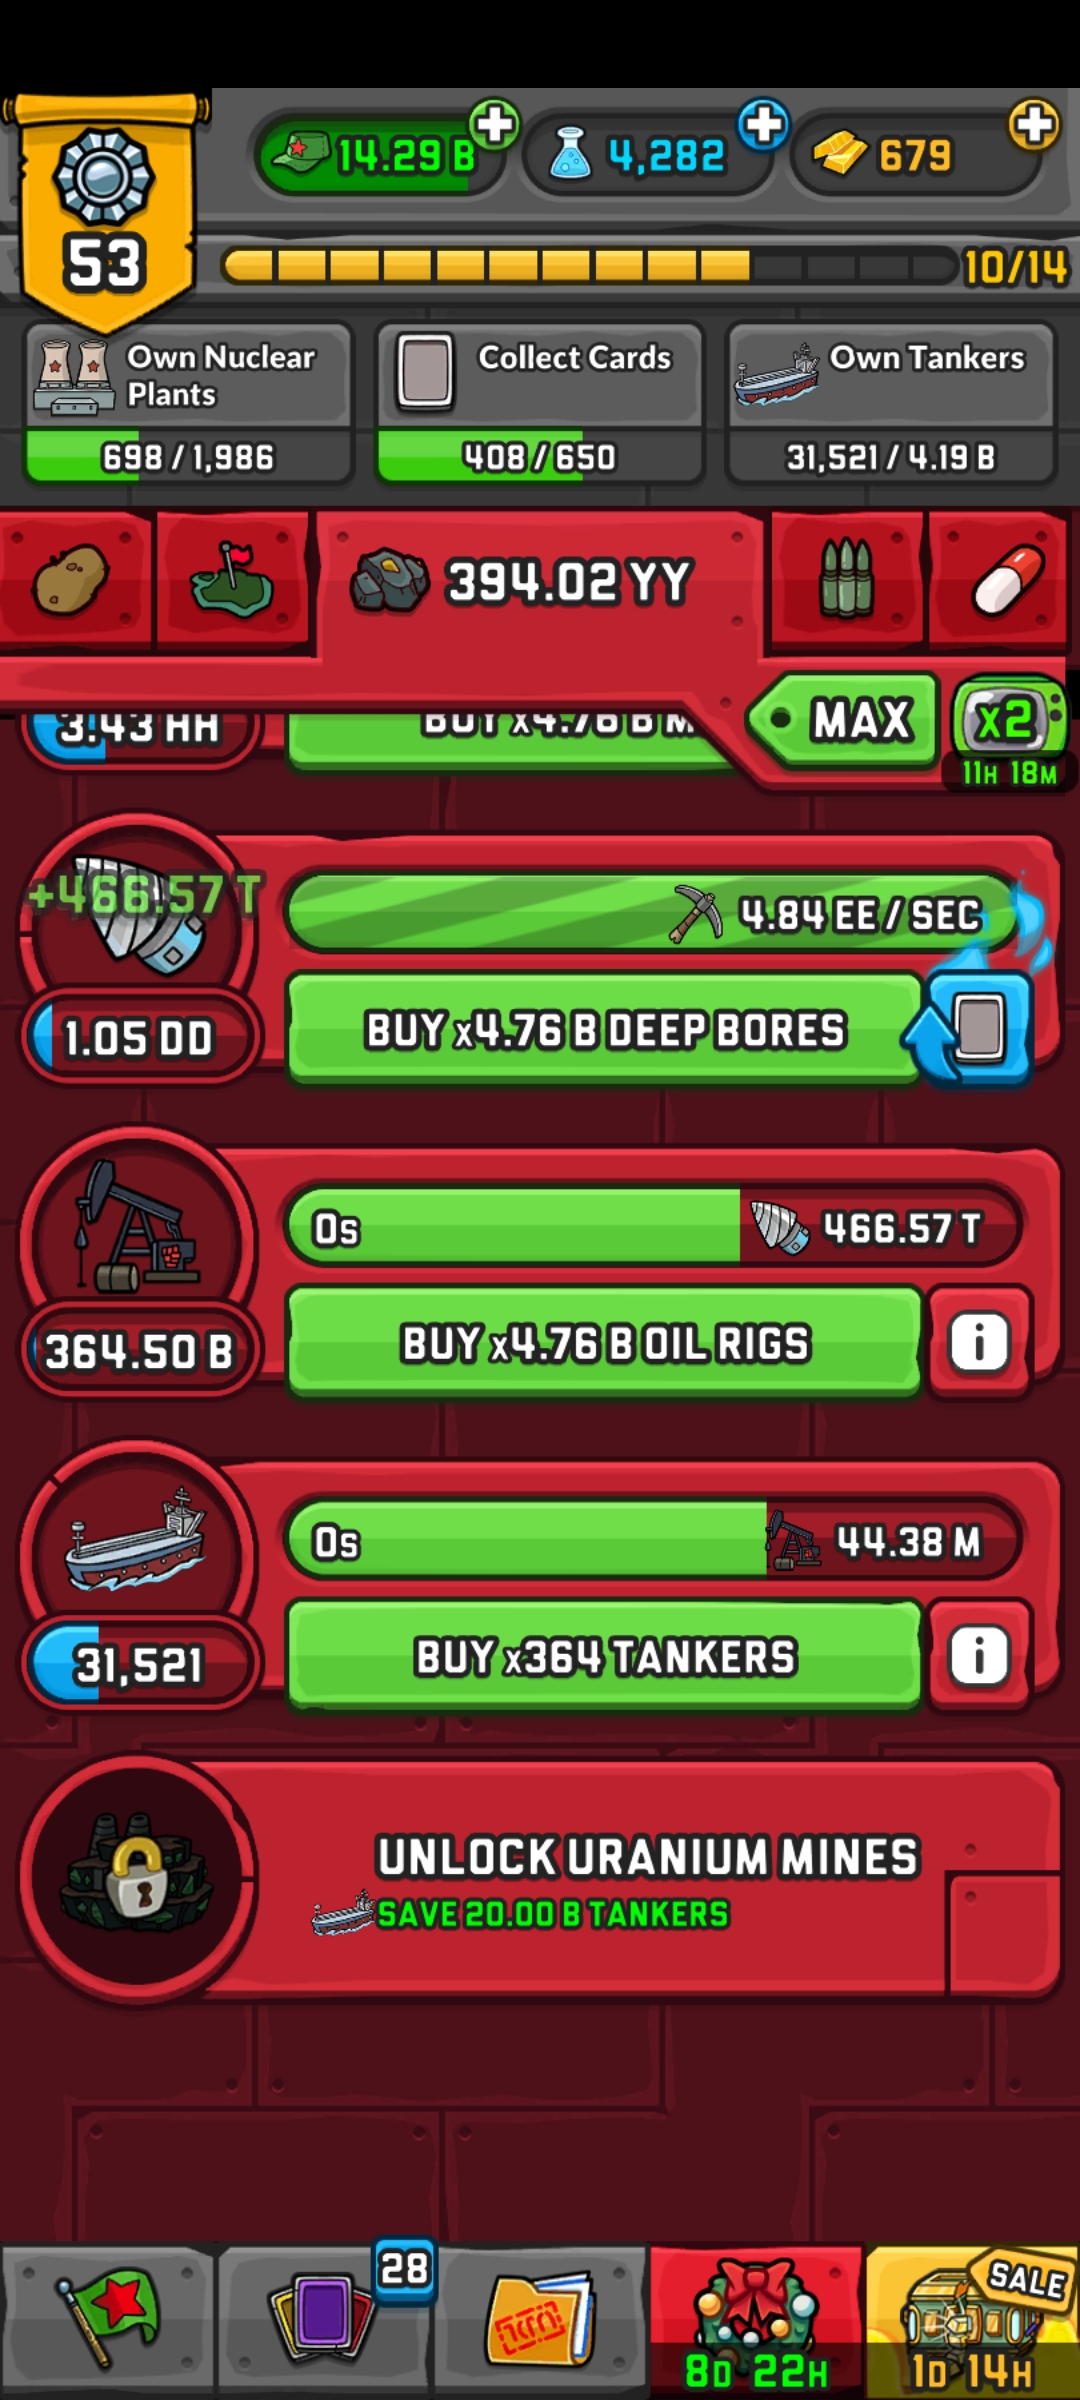 14.29 B
4,282
679
53
10/14
Own Nuclear
Plants
698 / 1,986
Collect Cards
408 / 650
Own Tankers
31,521 / 4.19 B
394.02 YY
MAX
x2
11H 18M
3.43 HH
BUY x4.76 B M
+466.57 T
4.84 EE / SEC
1.05 DD
BUY x4.76 B DEEP BORES
0s
466.57 T
364.50 B
BUY x4.76 B OIL RIGS
i
0s
44.38 M
31,521
BUY x364 TANKERS
i
UNLOCK URANIUM MINES
SAVE 20.00 B TANKERS
28
SALE
8D 22H
1D 14H